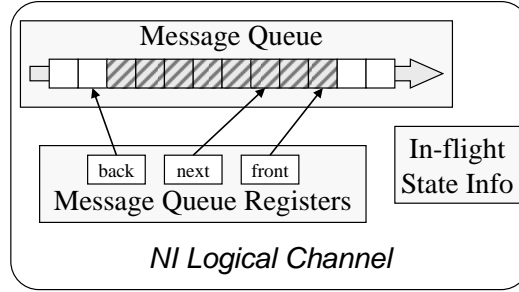 Message Queue
back next front
Message Queue Registers
In-flight
State Info
NI Logical Channel